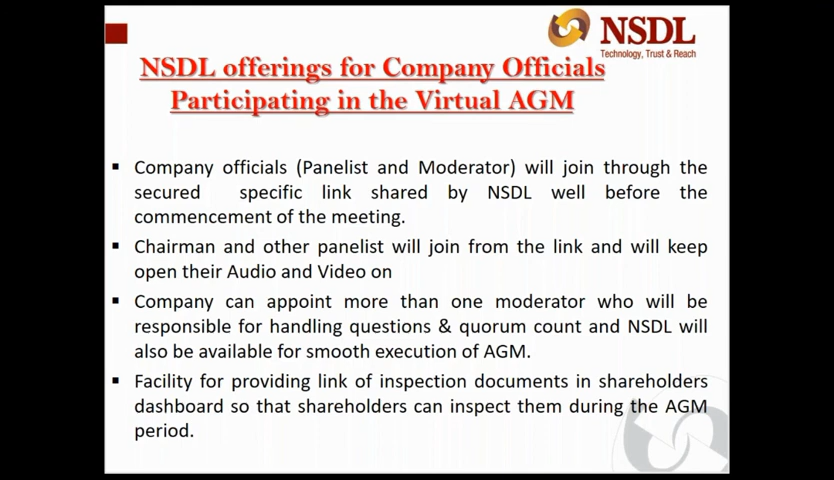 NSDL
Technology, Trust & Reach
NSDL offerings for Company Officials
Participating in the Virtual AGM
▪ Company officials (Panelist and Moderator) will join through the
secured specific link shared by NSDL well before the
commencement of the meeting.
▪ Chairman and other panelist will join from the link and will keep
open their Audio and Video on
▪ Company can appoint more than one moderator who will be
responsible for handling questions & quorum count and NSDL will
also be available for smooth execution of AGM.
▪ Facility for providing link of inspection documents in shareholders
dashboard so that shareholders can inspect them during the AGM
period.